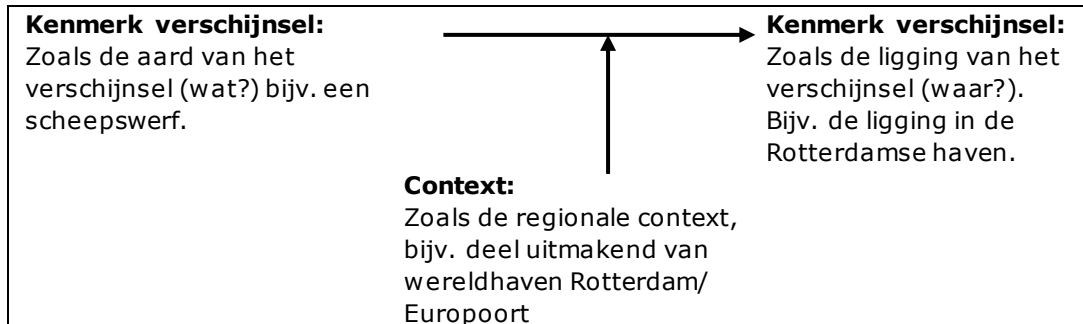 Kenmerk verschijnsel:
Zoals de aard van het
verschijnsel (wat?) bijv. een
scheepswerf.
Kenmerk verschijnsel:
Zoals de ligging van het
verschijnsel (waar?).
Bijv. de ligging in de
Rotterdamse haven.
Context:
Zoals de regionale context,
bijv. deel uitmakend van
wereldhaven Rotterdam/
Europoort